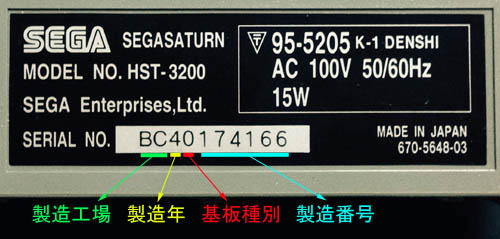 SEGA SEGASATURN
MODEL NO. HST-3200
SEGA Enterprises,Ltd.
SERIAL NO. BC40174166
T 95-5205 K-1 DENSHI
AC 100V 50/60Hz
15W
MADE IN JAPAN
670-5648-03
製造工場 製造年 基板種別 製造番号